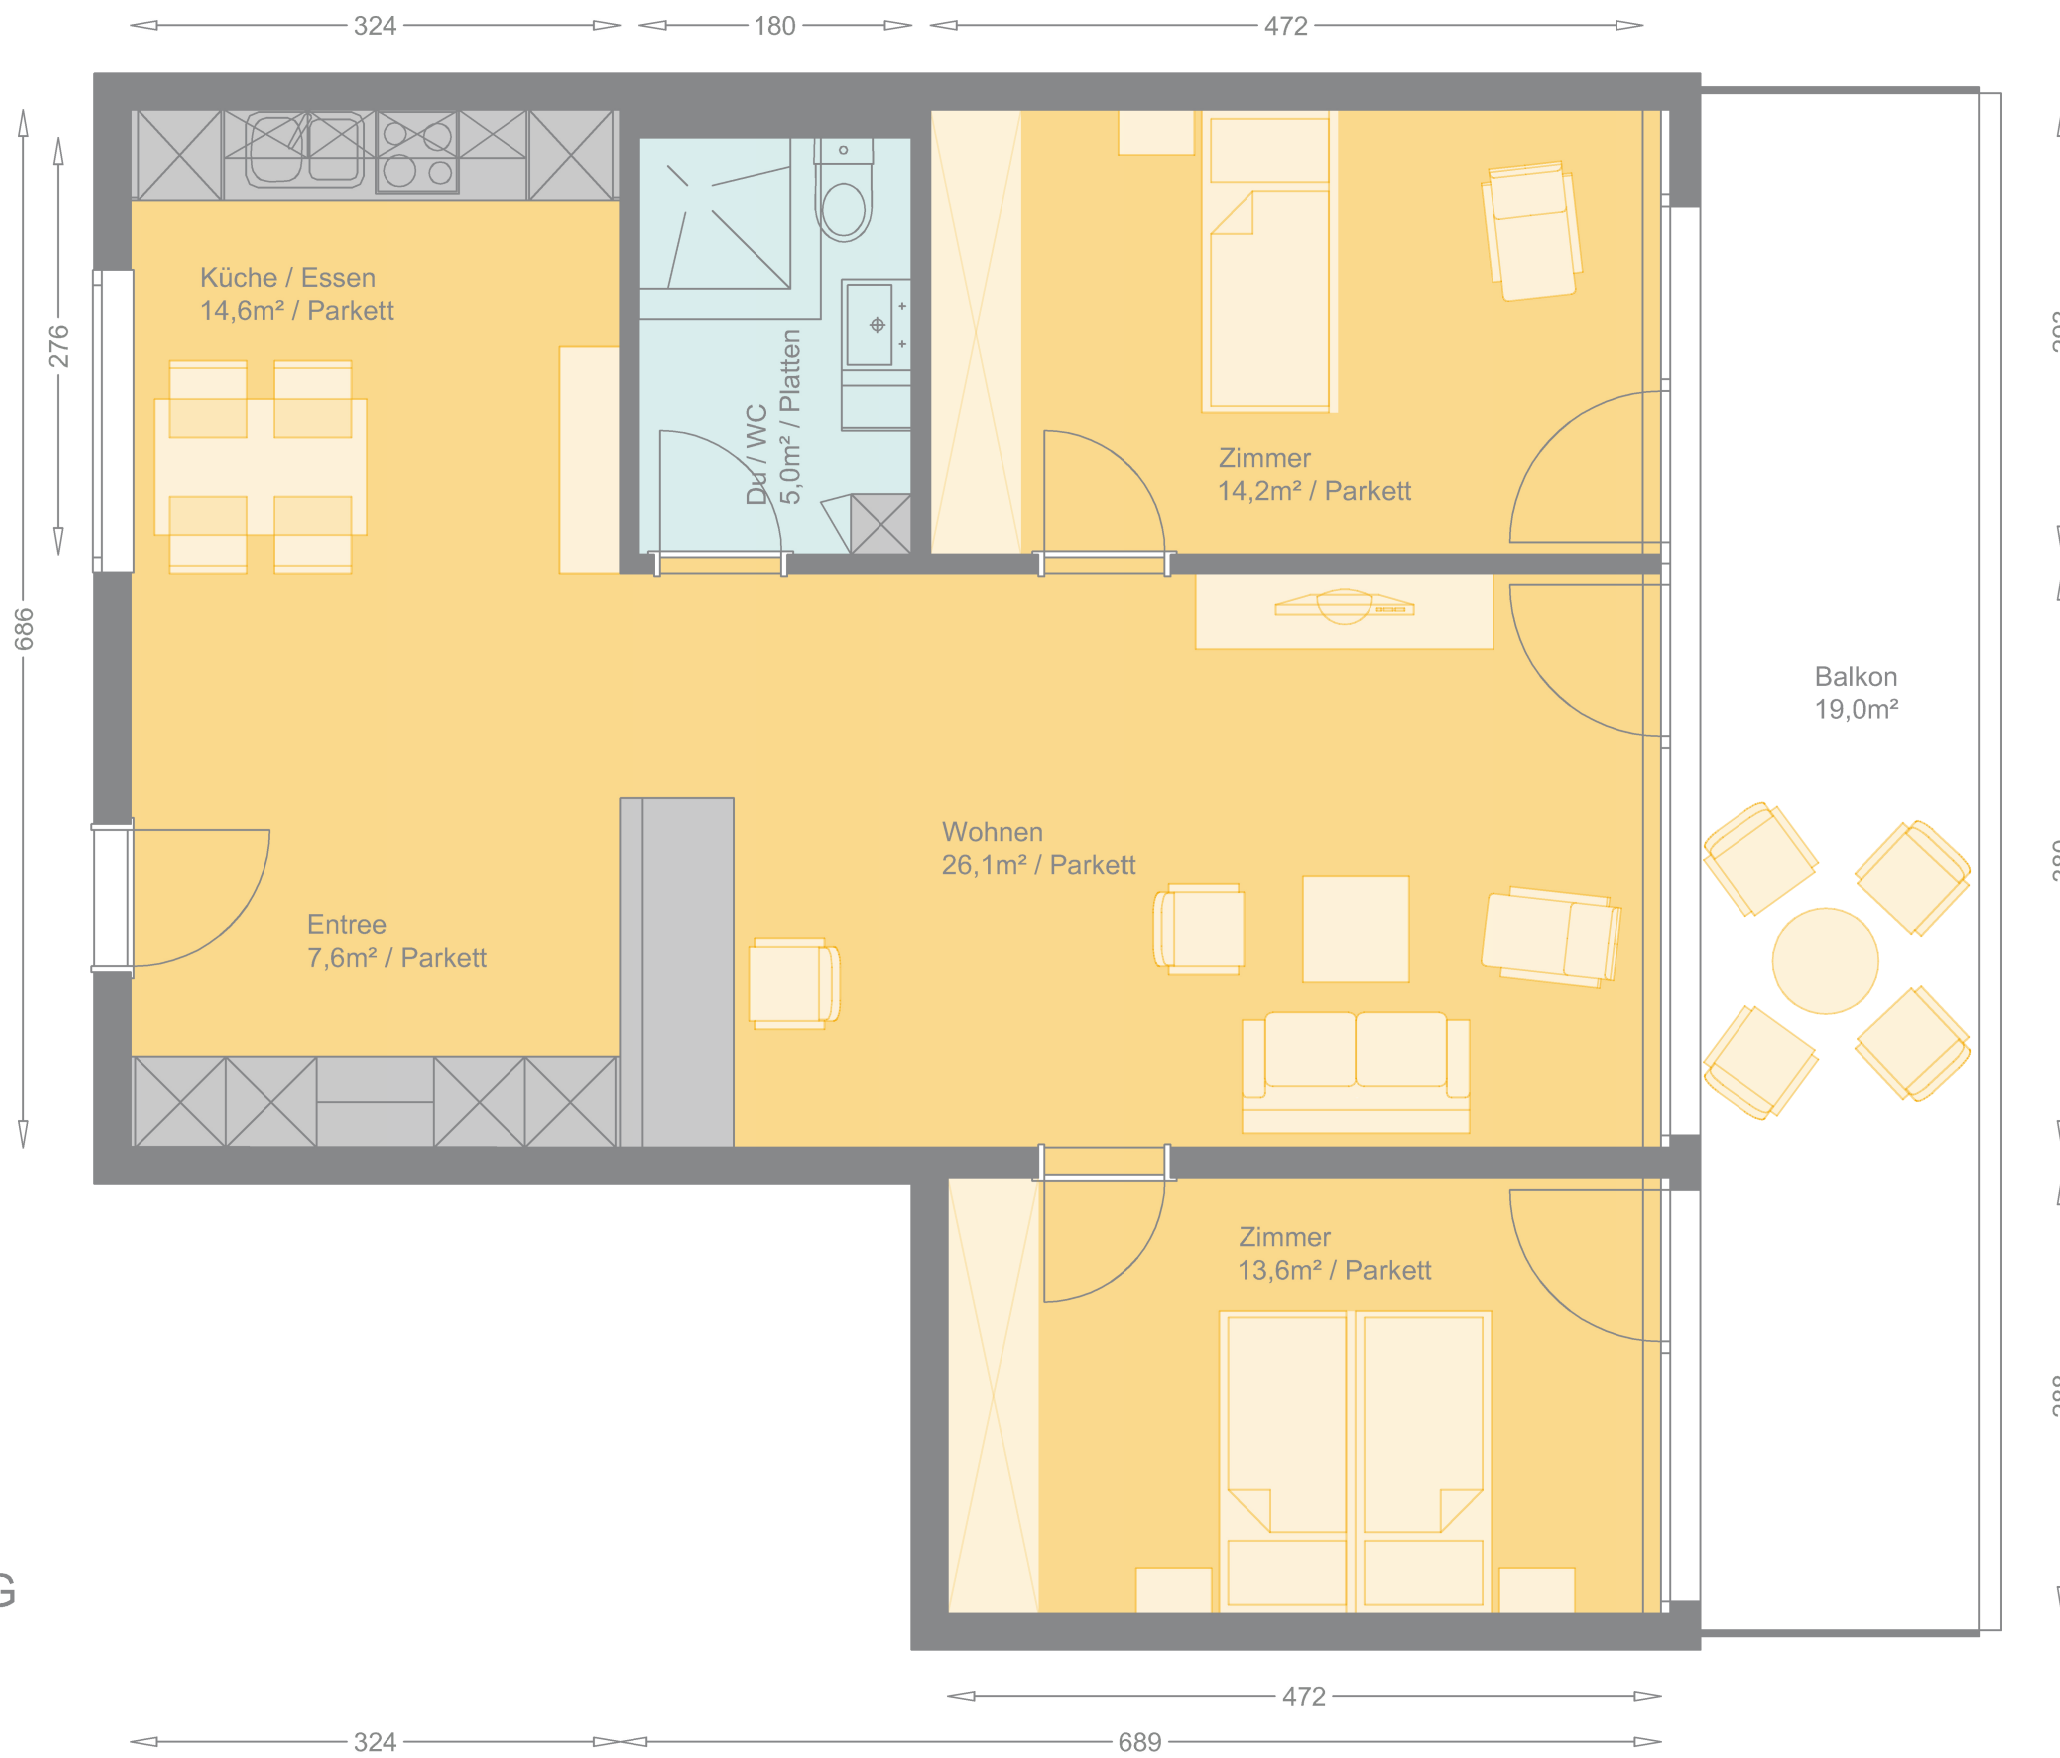 324
180
472
Küche / Essen
14,6m² / Parkett
276
686
Du / WC
5,0m² / Platten
Zimmer
14,2m² / Parkett
Balkon
19,0m²
Wohnen
26,1m² / Parkett
Entree
7,6m² / Parkett
Zimmer
13,6m² / Parkett
G
472
324
689